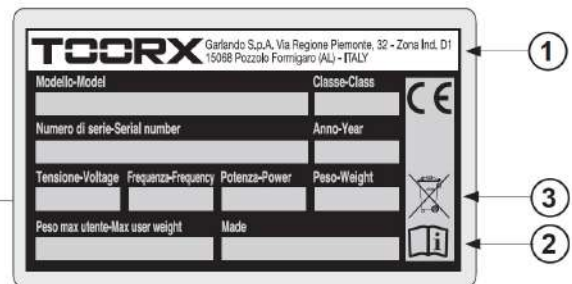 TOORX
Garlando S.p.A. Via Regione Piemonte, 32 - Zona Ind. D1
15068 Pozzolo Formigaro (AL) - ITALY
1
Modello-Model Classe-Class
CE
Numero di serie-Serial number Anno-Year
Tensione-Voltage Frequenza-Frequency Potenza-Power Peso-Weight
3
Peso max utente-Max user weight Made
i
2